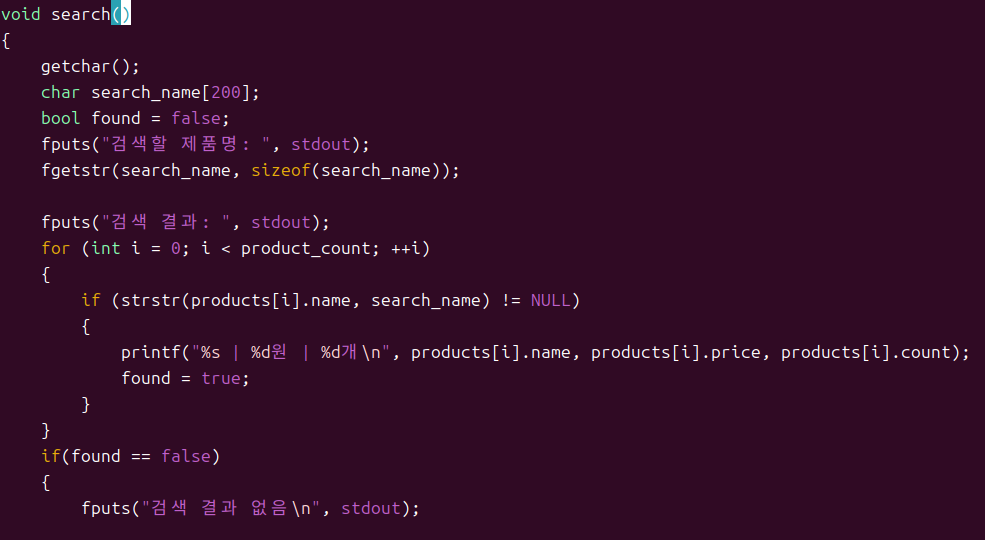 void search()
{
    getchar();
    char search_name[200];
    bool found = false;
    fputs("검색할 제품명: ", stdout);
    fgetstr(search_name, sizeof(search_name));

    fputs("검색 결과: ", stdout);
    for (int i = 0; i < product_count; ++i)
    {
        if (strstr(products[i].name, search_name) != NULL)
        {
            printf("%s | %d원 | %d개\n", products[i].name, products[i].price, products[i].count);
            found = true;
        }
    }
    if(found == false)
    {
        fputs("검색 결과 없음\n", stdout);